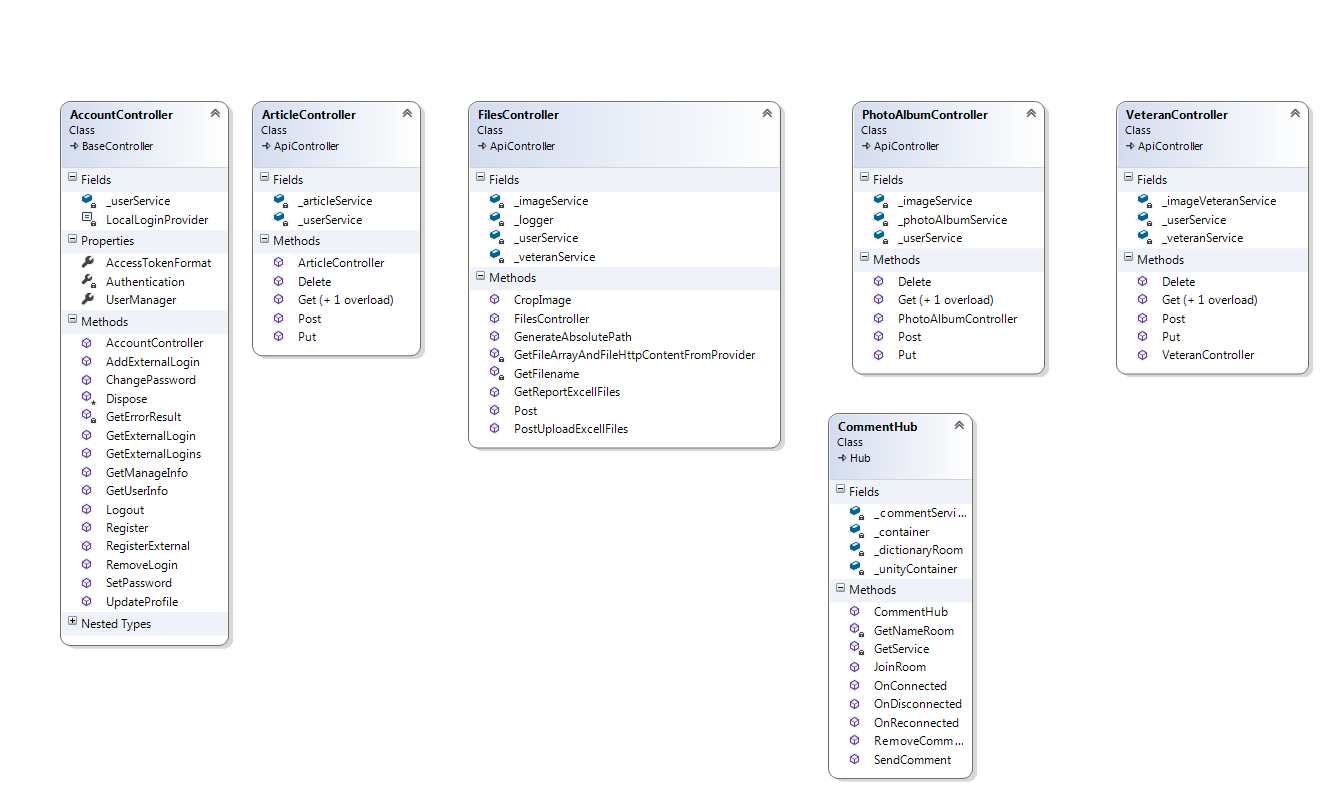 AccountController
Class
BaseController
Fields
_userService
LocalLoginProvider
Properties
AccessTokenFormat
Authentication
UserManager
Methods
AccountController
AddExternalLogin
ChangePassword
Dispose
GetErrorResult
GetExternalLogin
GetExternalLogins
GetManageInfo
GetUserInfo
Logout
Register
RegisterExternal
RemoveLogin
SetPassword
UpdateProfile
Nested Types
ArticleController
Class
ApiController
Fields
_articleService
_userService
Methods
ArticleController
Delete
Get (+ 1 overload)
Post
Put
FilesController
Class
ApiController
Fields
_imageService
_logger
_userService
_veteranService
Methods
CropImage
FilesController
GenerateAbsolutePath
GetFileArrayAndFileHttpContentFromProvider
GetFilename
GetReportExcellFiles
Post
PostUploadExcellFiles
PhotoAlbumController
Class
ApiController
Fields
_imageService
_photoAlbumService
_userService
Methods
Delete
Get (+ 1 overload)
PhotoAlbumController
Post
Put
VeteranController
Class
ApiController
Fields
_imageVeteranService
_userService
_veteranService
Methods
Delete
Get (+ 1 overload)
Post
Put
VeteranController
CommentHub
Class
Hub
Fields
_commentServi...
_container
_dictionaryRoom
_unityContainer
Methods
CommentHub
GetNameRoom
GetService
JoinRoom
OnConnected
OnDisconnected
OnReconnected
RemoveComm...
SendComment